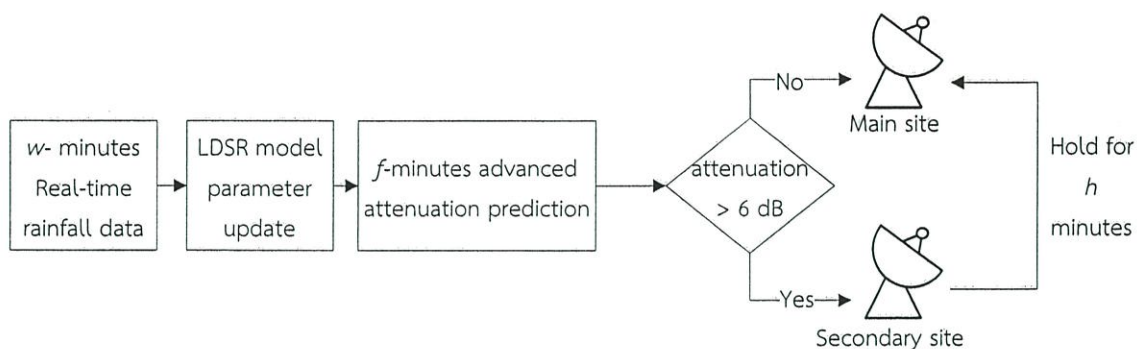 w- minutes
Real-time
rainfall data
LDSR model
parameter
update
f-minutes advanced
attenuation prediction
attenuation
> 6 dB
No
Main site
Yes
Secondary site
Hold for
h
minutes